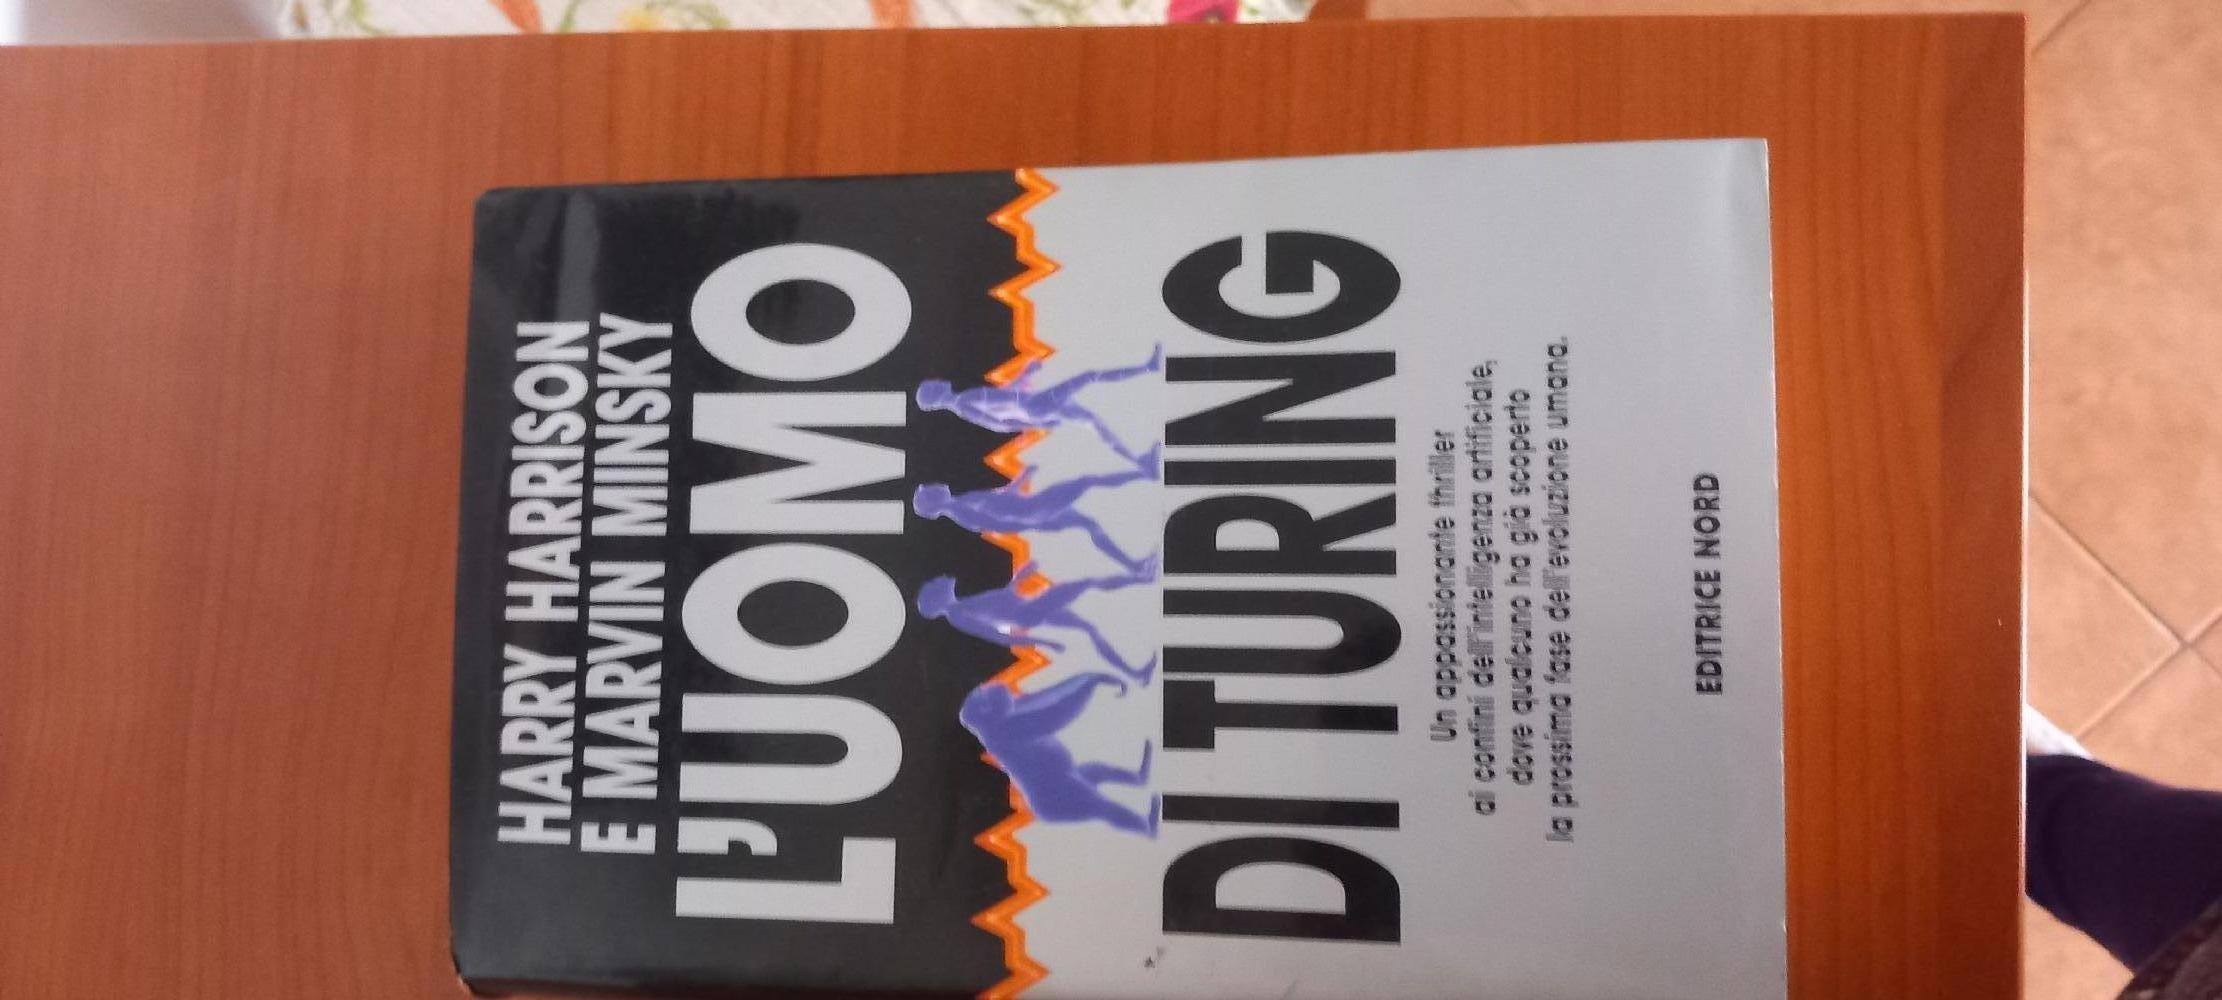 HARRY HARRISON
E MARVIN MINSKY
L'UOMO
DI TURING
Un appassionante thriller
ai confini dell'intelligenza artificiale,
dove qualcuno ha già scoperto
la prossima fase dell'evoluzione umana.
EDITRICE NORD